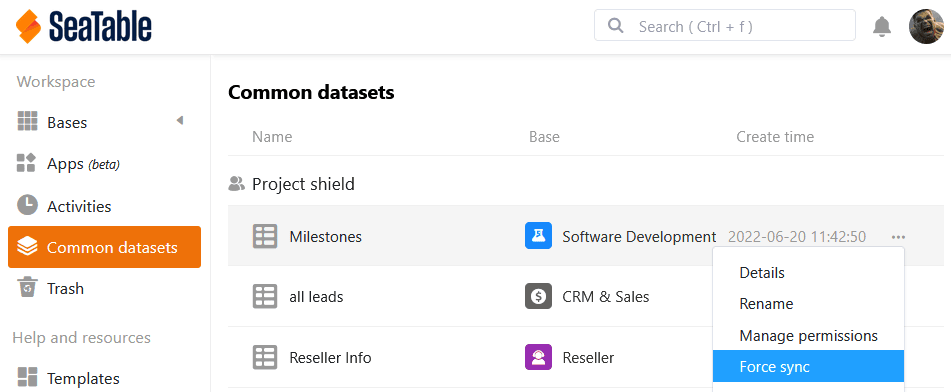 SeaTable
Search ( Ctrl + f )
Workspace
Bases
Apps (beta)
Activities
Common datasets
Trash
Help and resources
Templates
Common datasets
Name Base Create time
Project shield
Milestones Software Development 2022-06-20 11:42:50
all leads CRM & Sales
Reseller Info Reseller
Details
Rename
Manage permissions
Force sync